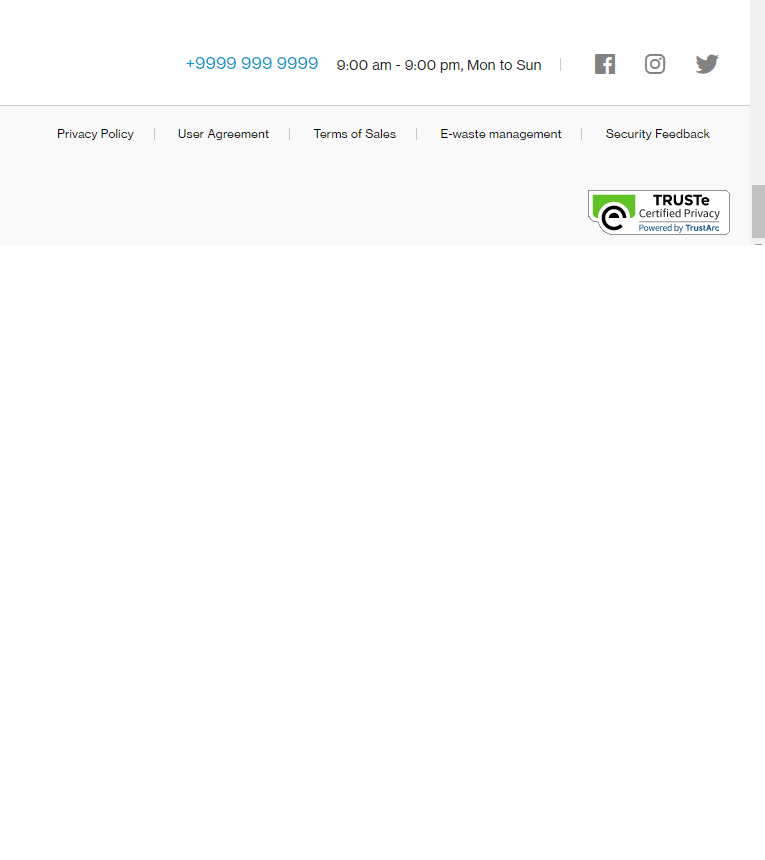 +9999 999 9999 9:00 am - 9:00 pm, Mon to Sun
Privacy Policy User Agreement Terms of Sales E-waste management Security Feedback
TRUSTe
Certified Privacy
Powered by TrustArc